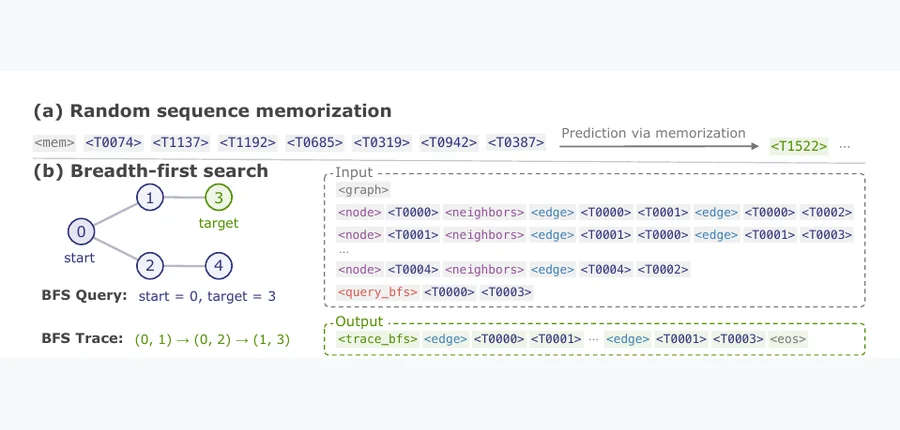 (a) Random sequence memorization
<mem> <T0074> <T1137> <T1192> <T0685> <T0319> <T0942> <T0387> Prediction via memorization <T1522> ...
(b) Breadth-first search
0
start
1
2
3
target
4
BFS Query: start = 0, target = 3
BFS Trace: (0, 1) → (0, 2) → (1, 3)
Input
<graph>
<node> <T0000> <neighbors> <edge> <T0000> <T0001> <edge> <T0000> <T0002>
<node> <T0001> <neighbors> <edge> <T0001> <T0000> <edge> <T0001> <T0003>
...
<node> <T0004> <neighbors> <edge> <T0004> <T0002>
<query_bfs> <T0000> <T0003>
Output
<trace_bfs> <edge> <T0000> <T0001> ... <edge> <T0001> <T0003> <eos>